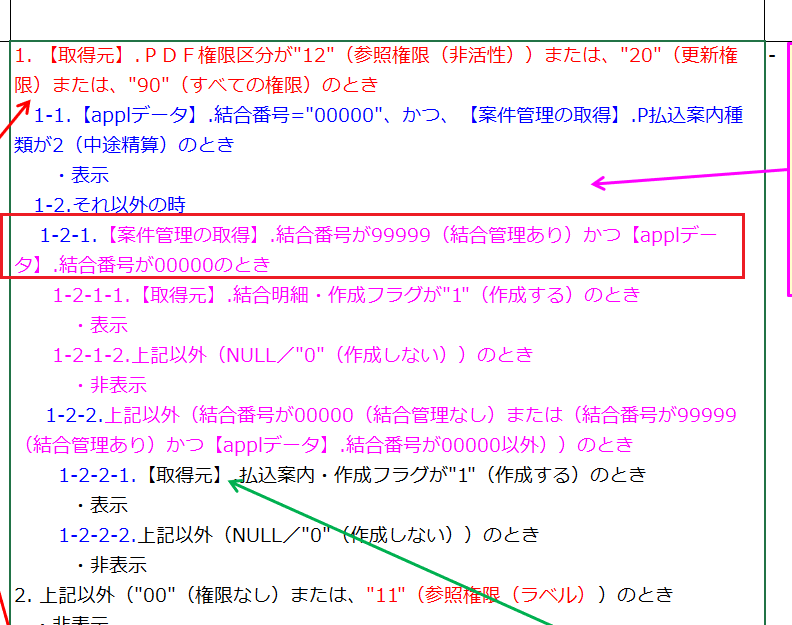 1. 【取得元】.ＰＤＦ権限区分が"12"（参照権限（非活性））または、"20"（更新権
限）または、"90"（すべての権限）のとき
1-1.【applデータ】.結合番号="00000"、かつ、【案件管理の取得】.P払込案内種
類が2（中途精算）のとき
・表示
1-2.それ以外の時
1-2-1.【案件管理の取得】.結合番号が99999（結合管理あり）かつ【applデー
タ】.結合番号が00000のとき
1-2-1-1.【取得元】.結合明細・作成フラグが"1"（作成する）のとき
・表示
1-2-1-2.上記以外（NULL／"0"（作成しない））のとき
・非表示
1-2-2.上記以外（結合番号が00000（結合管理なし）または（結合番号が99999
（結合管理あり）かつ【applデータ】.結合番号が00000以外））のとき
1-2-2-1.【取得元】.払込案内・作成フラグが"1"（作成する）のとき
・表示
1-2-2-2.上記以外（NULL／"0"（作成しない））のとき
・非表示
2. 上記以外（"00"（権限なし）または、"11"（参照権限（ラベル））のとき
・非表示
-